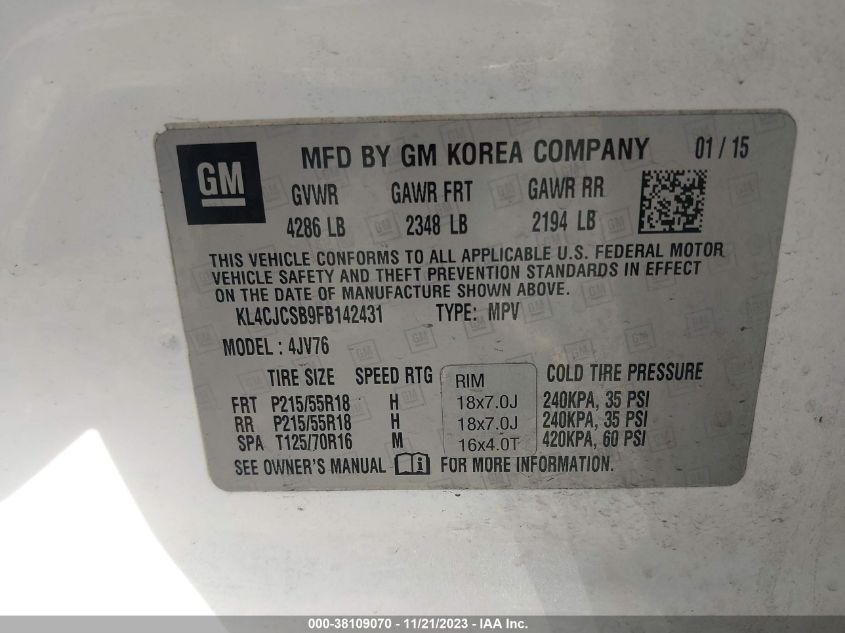 GM MFD BY GM KOREA COMPANY 01 / 15
GVWR GAWR FRT GAWR RR
4286 LB 2348 LB 2194 LB
THIS VEHICLE CONFORMS TO ALL APPLICABLE U.S. FEDERAL MOTOR
VEHICLE SAFETY AND THEFT PREVENTION STANDARDS IN EFFECT
ON THE DATE OF MANUFACTURE SHOWN ABOVE.
KL4CJCSB9FB142431 TYPE: MPV
MODEL : 4JV76
TIRE SIZE SPEED RTG RIM COLD TIRE PRESSURE
FRT P215/55R18 H 18x7.0J 240KPA, 35 PSI
RR P215/55R18 H 18x7.0J 240KPA, 35 PSI
SPA T125/70R16 M 16x4.0T 420KPA, 60 PSI
SEE OWNER'S MANUAL i FOR MORE INFORMATION.
000-38109070 - 11/21/2023 - IAA Inc.